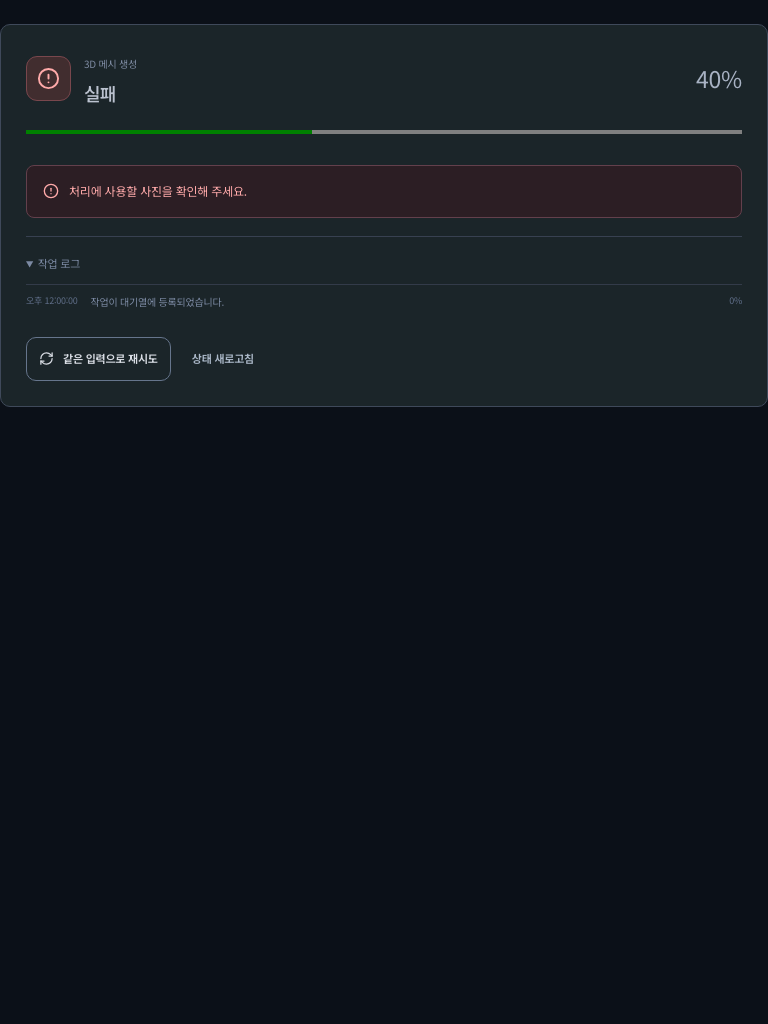 3D 메시 생성
실패
40%
처리에 사용할 사진을 확인해 주세요.
▼ 작업 로그
오후 12:00:00 작업이 대기열에 등록되었습니다. 0%
같은 입력으로 재시도 상태 새로고침